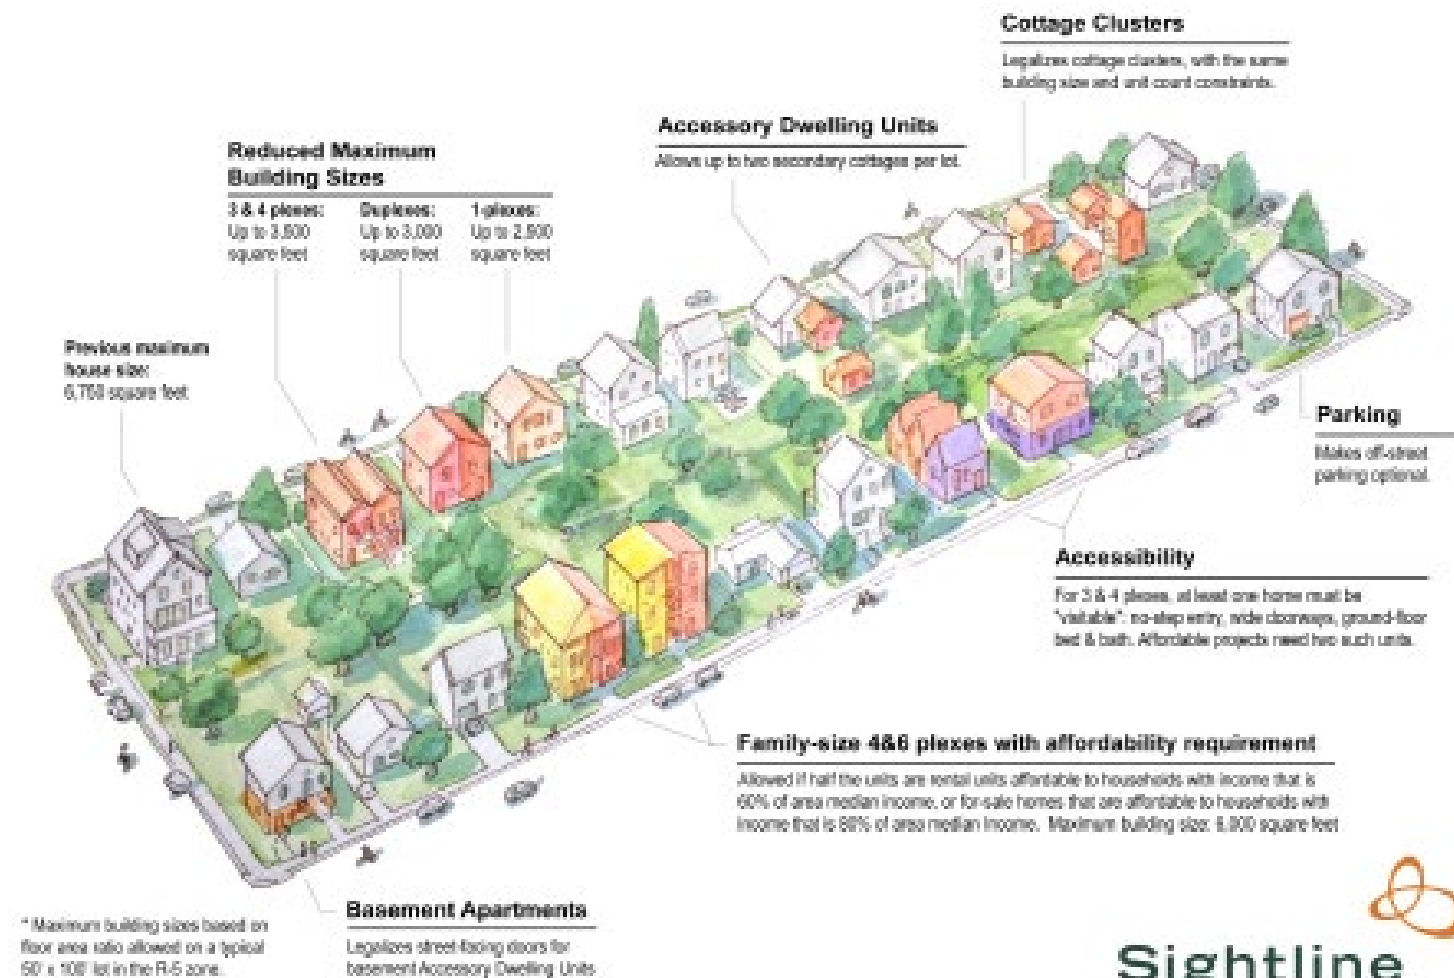 Cottage Clusters
Legalizes cottage clusters, with the same
building size and unit count constraints.
Accessory Dwelling Units
Allows up to two secondary cottages per lot.
Reduced Maximum
Building Sizes
3 & 4 plexes:
Up to 3,500
square feet
Duplexes:
Up to 3,000
square feet
1-plexes:
Up to 2,500
square feet
Previous maximum
house size:
6,750 square feet
Parking
Makes off-street
parking optional.
Accessibility
For 3 & 4 plexes, at least one home must be
"visitable": no-step entry, wide doorways, ground-floor
bed & bath. Affordable projects need two such units.
Family-size 4&6 plexes with affordability requirement
Allowed if half the units are rental units affordable to households with income that is
60% of area median income, or for-sale homes that are affordable to households with
income that is 80% of area median income. Maximum building size: 6,000 square feet
Basement Apartments
Legalizes street-facing doors for
basement Accessory Dwelling Units
* Maximum building sizes based on
floor area ratio allowed on a typical
50' x 100' lot in the R-5 zone.
Sightline